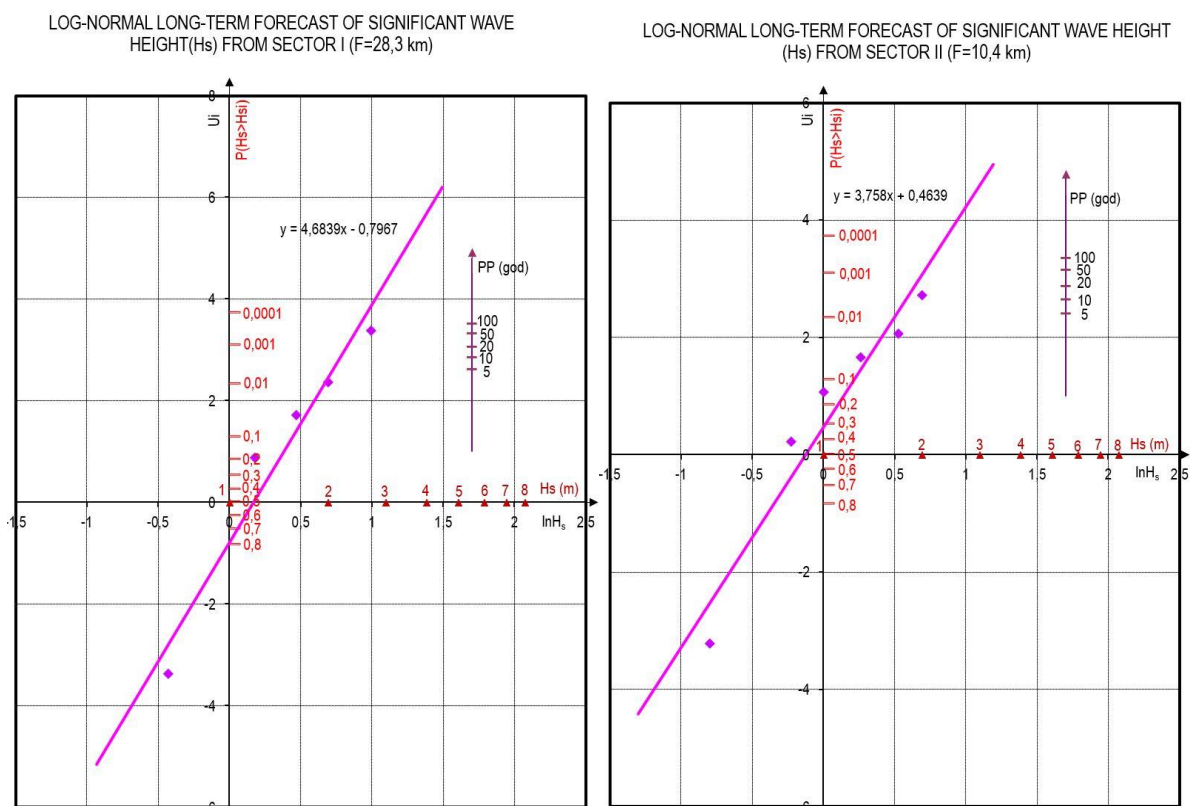 LOG-NORMAL LONG-TERM FORECAST OF SIGNIFICANT WAVE
HEIGHT(Hs) FROM SECTOR I (F=28,3 km)
8
Ui
P(Hs>Hsi)
6
y = 4,6839x - 0,7967
PP (god)
4
0,0001
100
50
0,001
20
10
0,01
5
2
0,1
0,2
0,3
0,4
0,5
1 2 3 4 5 6 7 8 Hs (m)
-1,5 -1 -0,5 0 0,5 1 1,5 2 2,5
lnHs
0,6
0,7
0,8
-2
-4
-6
LOG-NORMAL LONG-TERM FORECAST OF SIGNIFICANT WAVE HEIGHT
(Hs) FROM SECTOR II (F=10,4 km)
6
Ui
P(Hs>Hsi)
y = 3,758x + 0,4639
PP (god)
4
0,0001
100
50
0,001
20
10
0,01
5
2
0,1
0,2
0,3
0,4
1 2 3 4 5 6 7 8 Hs (m)
0,5
-1,5 -1 -0,5 0 0,5 1 1,5 2 2,5
lnHs
0,6
0,7
0,8
-2
-4
-6